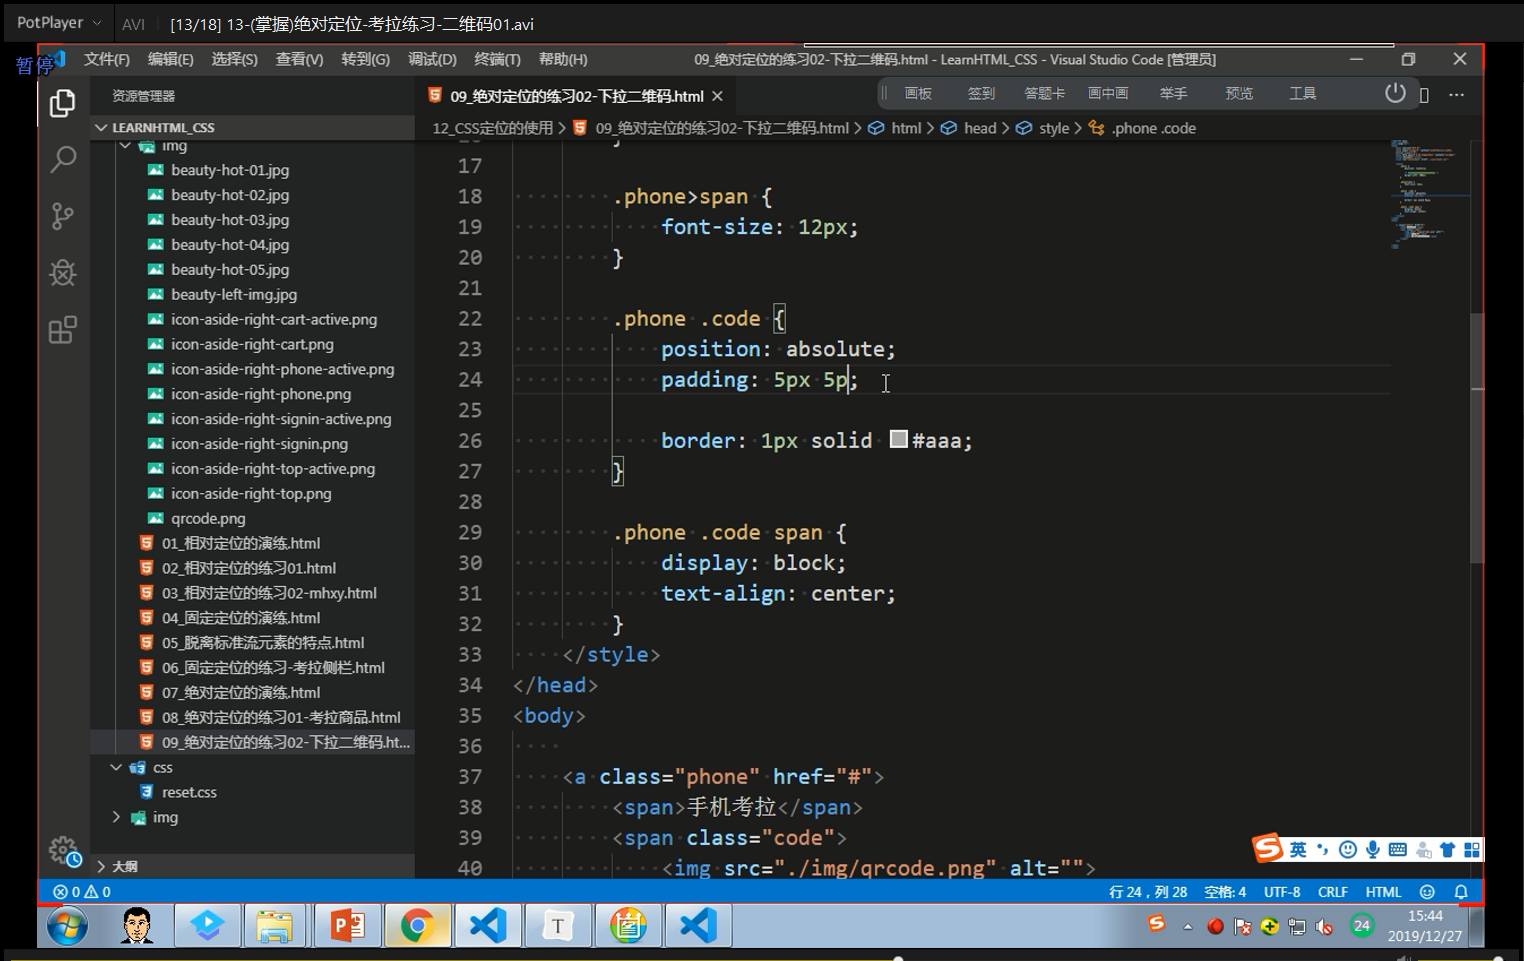 PotPlayer AVI [13/18] 13-(掌握)绝对定位-考拉练习-二维码01.avi
暂停
文件(F) 编辑(E) 选择(S) 查看(V) 转到(G) 调试(D) 终端(T) 帮助(H) 09_绝对定位的练习02-下拉二维码.html - LearnHTML_CSS - Visual Studio Code [管理员]
资源管理器
09_绝对定位的练习02-下拉二维码.html
画板 签到 答题卡 画中画 举手 预览 工具
LEARNHTML_CSS
12_CSS定位的使用 > 09_绝对定位的练习02-下拉二维码.html > html > head > style > .phone .code
img
beauty-hot-01.jpg
beauty-hot-02.jpg
beauty-hot-03.jpg
beauty-hot-04.jpg
beauty-hot-05.jpg
beauty-left-img.jpg
icon-aside-right-cart-active.png
icon-aside-right-cart.png
icon-aside-right-phone-active.png
icon-aside-right-phone.png
icon-aside-right-signin-active.png
icon-aside-right-signin.png
icon-aside-right-top-active.png
icon-aside-right-top.png
qrcode.png
01_相对定位的演练.html
02_相对定位的练习01.html
03_相对定位的练习02-mhxy.html
04_固定定位的演练.html
05_脱离标准流元素的特点.html
06_固定定位的练习-考拉侧栏.html
07_绝对定位的演练.html
08_绝对定位的练习01-考拉商品.html
09_绝对定位的练习02-下拉二维码.ht...
css
reset.css
img
大纲
17
18 .phone>span {
19 font-size: 12px;
20 }
21
22 .phone .code {
23 position: absolute;
24 padding: 5px 5p;
25
26 border: 1px solid #aaa;
27 }
28
29 .phone .code span {
30 display: block;
31 text-align: center;
32 }
33 </style>
34 </head>
35 <body>
36
37 <a class="phone" href="#">
38 <span>手机考拉</span>
39 <span class="code">
40 <img src="./img/qrcode.png" alt="">
英
0 0 行 24，列 28 空格: 4 UTF-8 CRLF HTML
T 24 15:44
2019/12/27